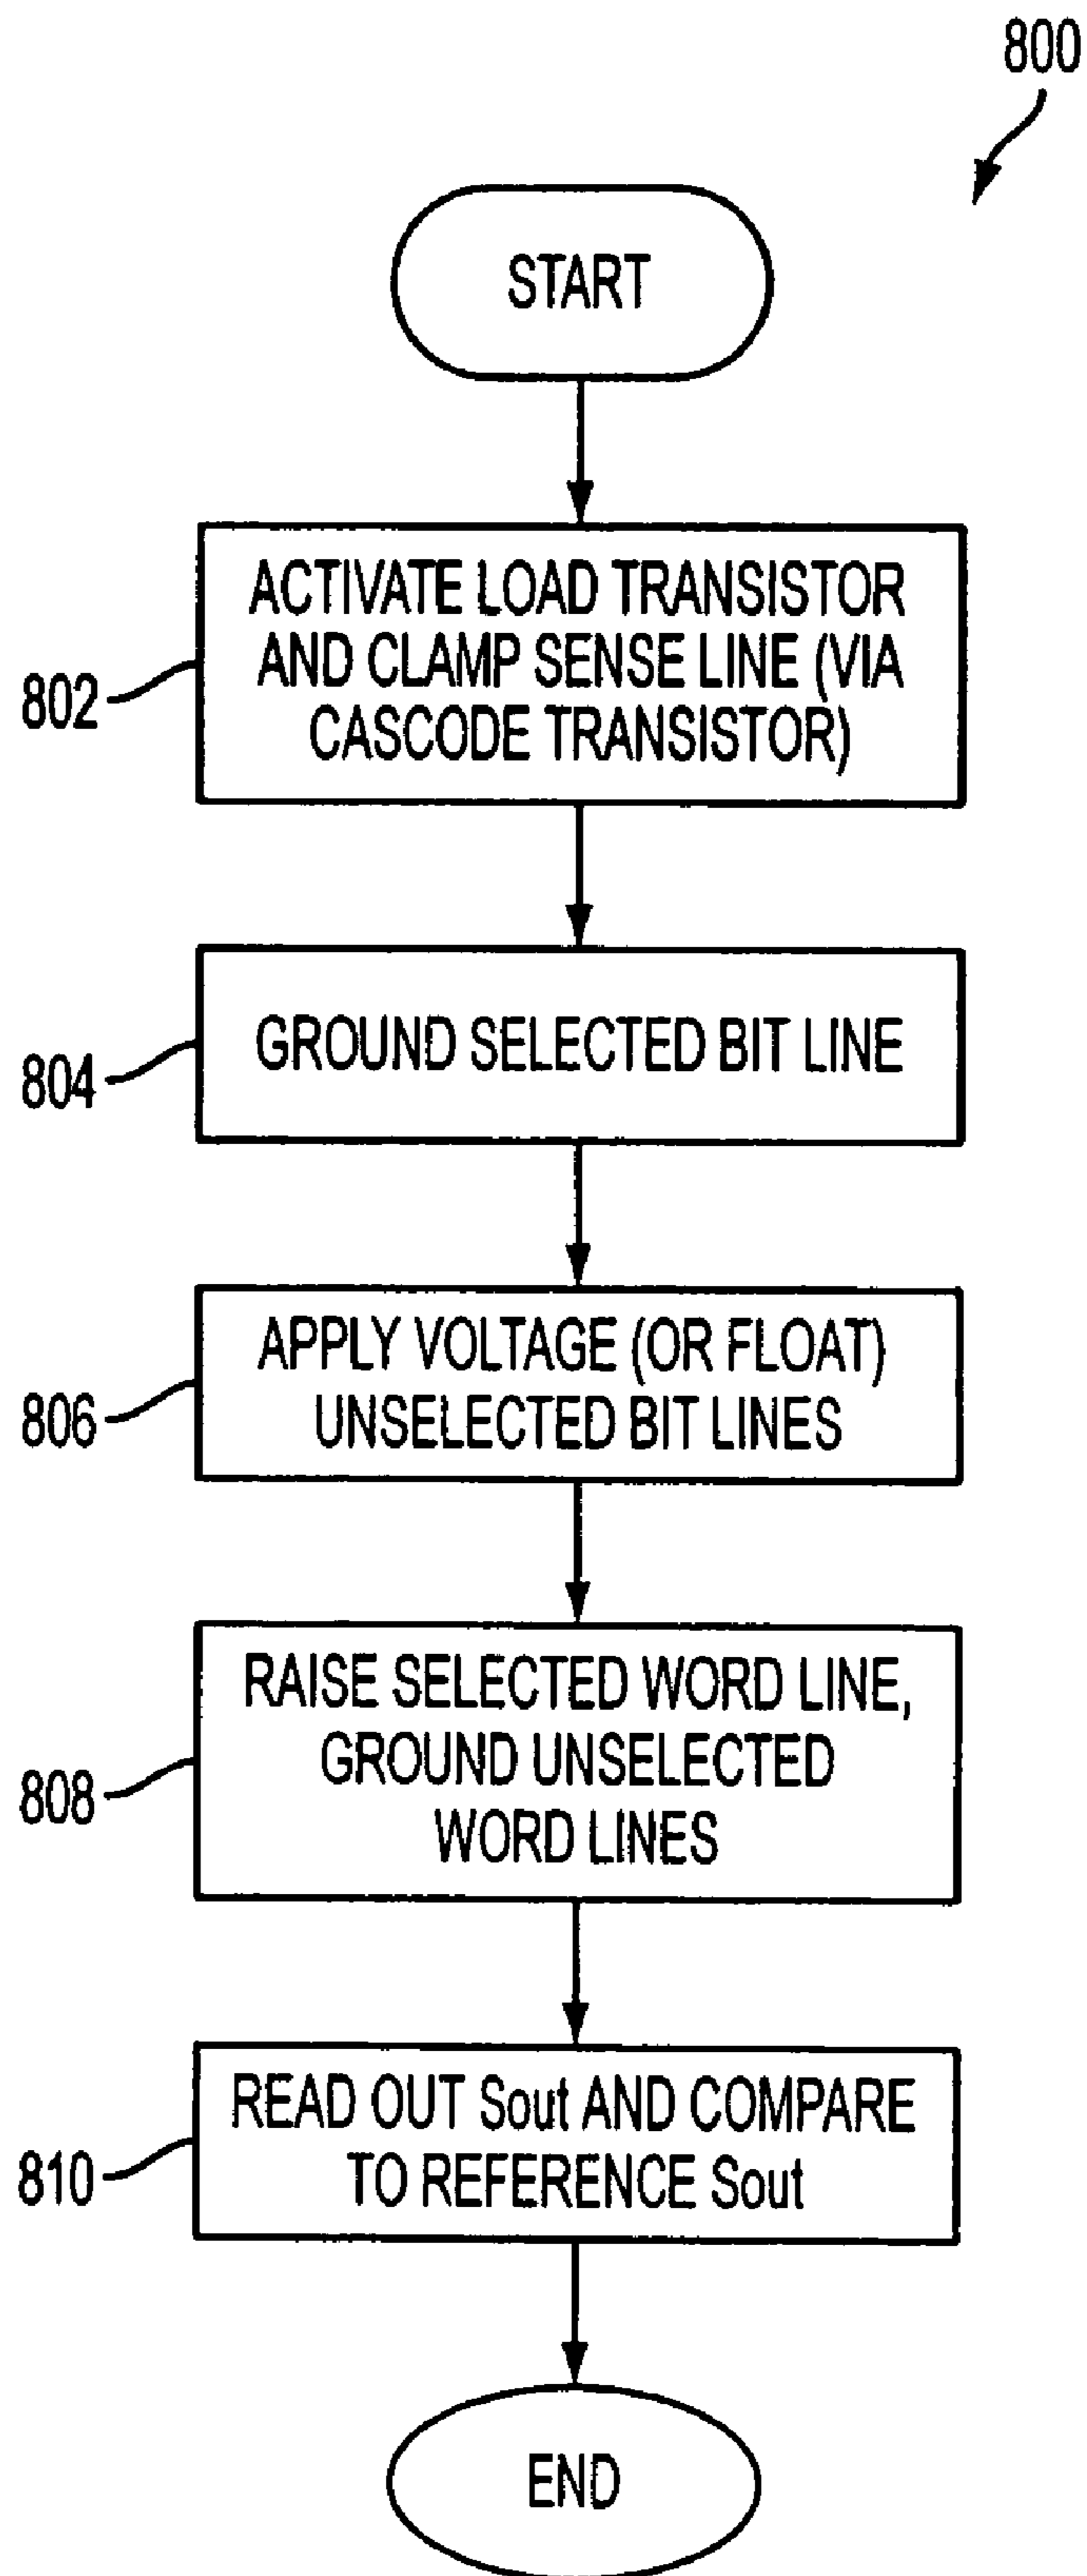 800
START
802
ACTIVATE LOAD TRANSISTOR
AND CLAMP SENSE LINE (VIA
CASCODE TRANSISTOR)
804
GROUND SELECTED BIT LINE
806
APPLY VOLTAGE (OR FLOAT)
UNSELECTED BIT LINES
808
RAISE SELECTED WORD LINE,
GROUND UNSELECTED
WORD LINES
810
READ OUT Sout AND COMPARE
TO REFERENCE Sout
END